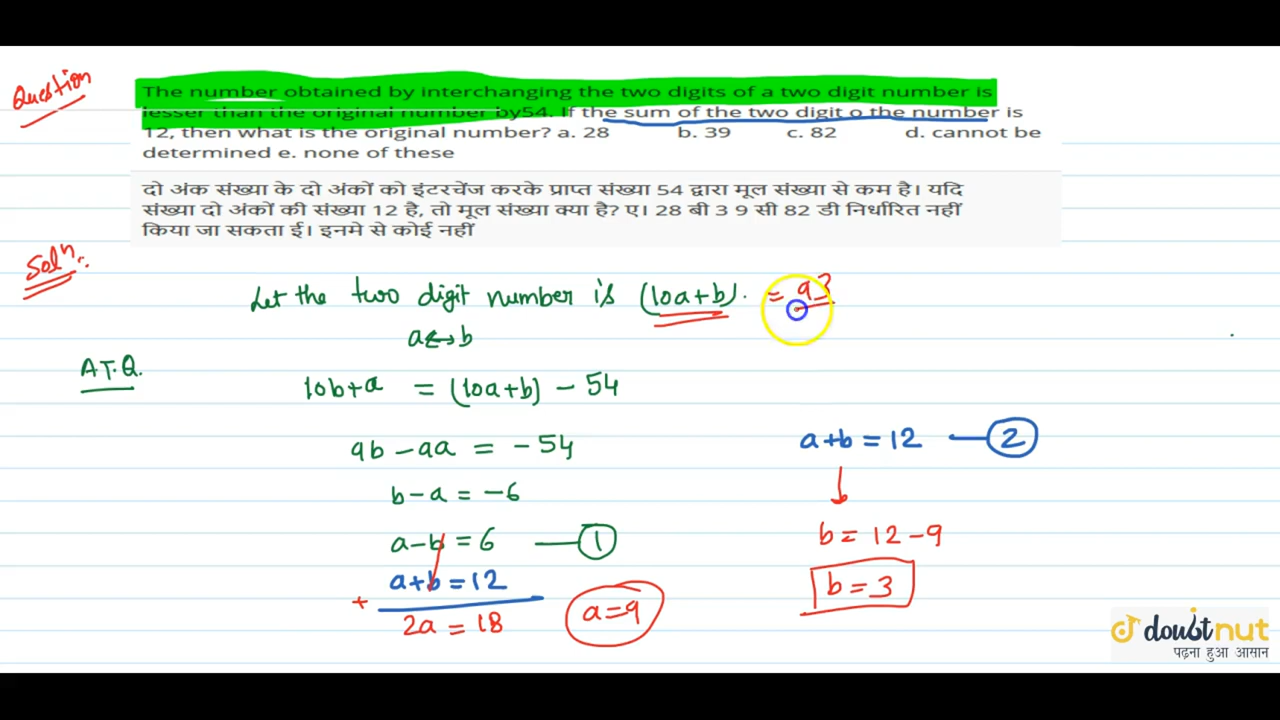 Question
The number obtained by interchanging the two digits of a two digit number is
lesser than the original number by54. If the sum of the two digit o the number is
12, then what is the original number? a. 28 b. 39 c. 82 d. cannot be
determined e. none of these
दो अंक संख्या के दो अंकों को इंटरचेंज करके प्राप्त संख्या 54 द्वारा मूल संख्या से कम है। यदि
संख्या दो अंकों की संख्या 12 है, तो मूल संख्या क्या है? ए। 28 बी 3 9 सी 82 डी निर्धारित नहीं
किया जा सकता ई। इनमे से कोई नहीं
Solⁿ:
Let the two digit number is (10a+b). = 93
a↔b
A.T.Q.
10b+a = (10a+b) - 54
9b - 9a = - 54
a+b = 12 — 2
b - a = -6
b = 12 - 9
a - b = 6 — 1
a+b = 12
b = 3
+
2a = 18
a = 9
doubtnut
पढ़ना हुआ आसान